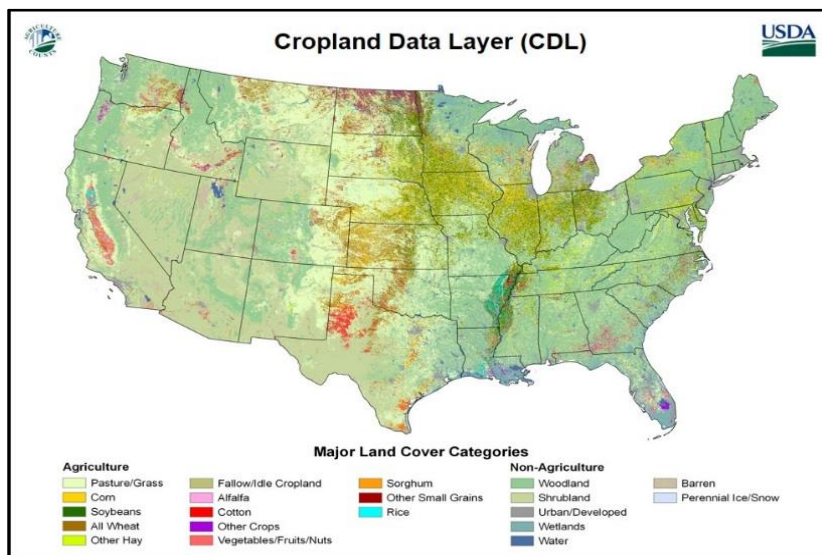 AGRICULTURE
COUNTS
Cropland Data Layer (CDL)
USDA
Major Land Cover Categories
Agriculture
Pasture/Grass
Corn
Soybeans
All Wheat
Other Hay
Fallow/Idle Cropland
Alfalfa
Cotton
Other Crops
Vegetables/Fruits/Nuts
Sorghum
Other Small Grains
Rice
Non-Agriculture
Woodland
Shrubland
Urban/Developed
Wetlands
Water
Barren
Perennial Ice/Snow